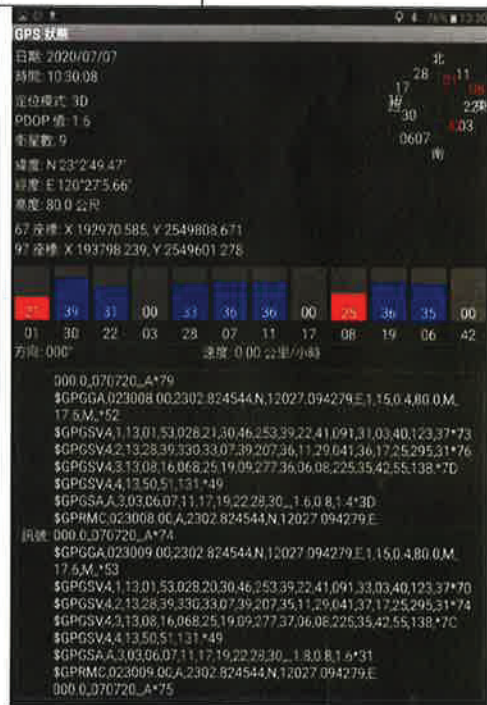 76% 13:30
GPS 狀態
日期: 2020/07/07
時間: 10:30:08
定位模式: 3D
PDOP 值: 1.6
衛星數: 9
緯度: N 23°2'49.47"
經度: E 120°27'5.66"
高度: 80.0 公尺
67 座標: X 192970.585, Y 2549808.671
97 座標: X 193798.239, Y 2549601.278
北
28 01 11
17 08
22
30
03
0607
南
21 39 31 00 33 36 36 00 25 36 35 00
01 30 22 03 28 07 11 17 08 19 06 42
方向: 000° 速度: 0.00 公里/小時
000.0,,070720,,,A*79
$GPGGA,023008.00,2302.824544,N,12027.094279,E,1,15,0.4,80.0,M,
17.6,M,,*52
$GPGSV,4,1,13,01,53,028,21,30,46,253,39,22,41,091,31,03,40,123,37*73
$GPGSV,4,2,13,28,39,330,33,07,39,207,36,11,29,041,36,17,25,295,31*76
$GPGSV,4,3,13,08,16,068,25,19,09,277,36,06,08,225,35,42,55,138,*7D
$GPGSV,4,4,13,50,51,131,*49
$GPGSA,A,3,03,06,07,11,17,19,22,28,30,,,,1.6,0.8,1.4*3D
$GPRMC,023008.00,A,2302.824544,N,12027.094279,E,
訊號: 000.0,,070720,,,A*74
$GPGGA,023009.00,2302.824544,N,12027.094279,E,1,15,0.4,80.0,M,
17.6,M,,*53
$GPGSV,4,1,13,01,53,028,20,30,46,253,39,22,41,091,33,03,40,123,37*70
$GPGSV,4,2,13,28,39,330,33,07,39,207,35,11,29,041,37,17,25,295,31*74
$GPGSV,4,3,13,08,16,068,25,19,09,277,37,06,08,225,35,42,55,138,*7C
$GPGSV,4,4,13,50,51,131,*49
$GPGSA,A,3,03,06,07,11,17,19,22,28,30,,,,1.8,0.8,1.6*31
$GPRMC,023009.00,A,2302.824544,N,12027.094279,E,
000.0,,070720,,,A*75